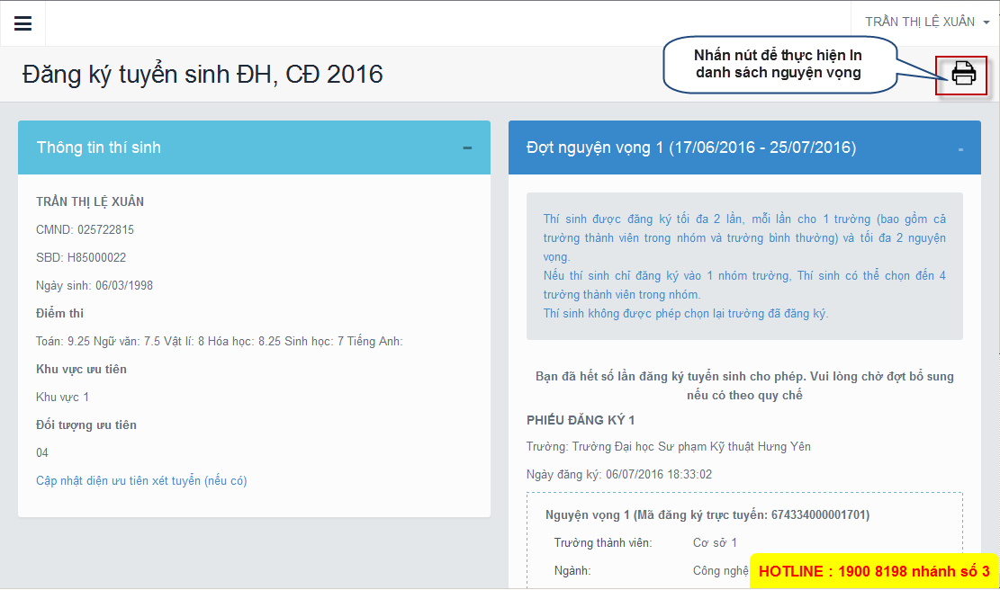 TRẦN THỊ LỆ XUÂN
Đăng ký tuyển sinh ĐH, CĐ 2016
Nhấn nút để thực hiện In
danh sách nguyện vọng
Thông tin thí sinh
TRẦN THỊ LỆ XUÂN
CMND: 025722815
SBD: H85000022
Ngày sinh: 06/03/1998
Điểm thi
Toán: 9.25 Ngữ văn: 7.5 Vật lí: 8 Hóa học: 8.25 Sinh học: 7 Tiếng Anh:
Khu vực ưu tiên
Khu vực 1
Đối tượng ưu tiên
04
Cập nhật diện ưu tiên xét tuyển (nếu có)
Đợt nguyện vọng 1 (17/06/2016 - 25/07/2016)
Thí sinh được đăng ký tối đa 2 lần, mỗi lần cho 1 trường (bao gồm cả
trường thành viên trong nhóm và trường bình thường) và tối đa 2 nguyện
vọng.
Nếu thí sinh chỉ đăng ký vào 1 nhóm trường, Thí sinh có thể chọn đến 4
trường thành viên trong nhóm.
Thí sinh không được phép chọn lại trường đã đăng ký.
Bạn đã hết số lần đăng ký tuyển sinh cho phép. Vui lòng chờ đợt bổ sung
nếu có theo quy chế
PHIẾU ĐĂNG KÝ 1
Trường: Trường Đại học Sư phạm Kỹ thuật Hưng Yên
Ngày đăng ký: 06/07/2016 18:33:02
Nguyện vọng 1 (Mã đăng ký trực tuyến: 674334000001701)
Trường thành viên: Cơ sở 1
Ngành: Công nghệ
HOTLINE : 1900 8198 nhánh số 3